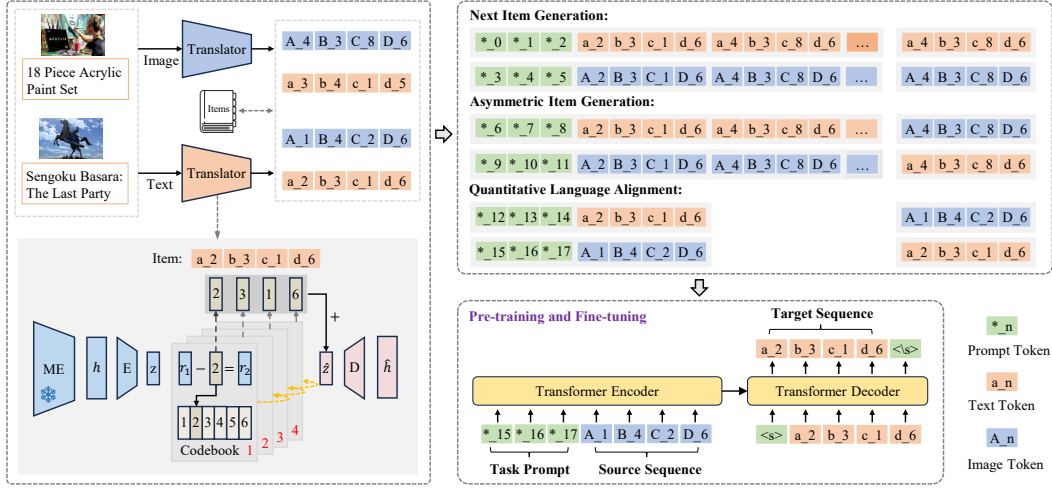 18 Piece Acrylic
Paint Set
Image
Translator
A_4 B_3 C_8 D_6
a_3 b_4 c_1 d_5
Items
A_1 B_4 C_2 D_6
Sengoku Basara:
The Last Party
Text
Translator
a_2 b_3 c_1 d_6
Item: a_2 b_3 c_1 d_6
2 3 1 6
+
ME h E z r1 − 2 = r2 ẑ D ĥ
1 2 3 4 5 6
Codebook 1 2 3 4
Next Item Generation:
*_0 *_1 *_2 a_2 b_3 c_1 d_6 a_4 b_3 c_8 d_6 ... a_4 b_3 c_8 d_6
*_3 *_4 *_5 A_2 B_3 C_1 D_6 A_4 B_3 C_8 D_6 ... A_4 B_3 C_8 D_6
Asymmetric Item Generation:
*_6 *_7 *_8 a_2 b_3 c_1 d_6 a_4 b_3 c_8 d_6 ... A_4 B_3 C_8 D_6
*_9 *_10 *_11 A_2 B_3 C_1 D_6 A_4 B_3 C_8 D_6 ... a_4 b_3 c_8 d_6
Quantitative Language Alignment:
*_12 *_13 *_14 a_2 b_3 c_1 d_6 A_1 B_4 C_2 D_6
*_15 *_16 *_17 A_1 B_4 C_2 D_6 a_2 b_3 c_1 d_6
Pre-training and Fine-tuning
Target Sequence
a_2 b_3 c_1 d_6 <\s>
Transformer Encoder
Transformer Decoder
*_15 *_16 *_17 A_1 B_4 C_2 D_6
<s> a_2 b_3 c_1 d_6
Task Prompt
Source Sequence
*_n
Prompt Token
a_n
Text Token
A_n
Image Token